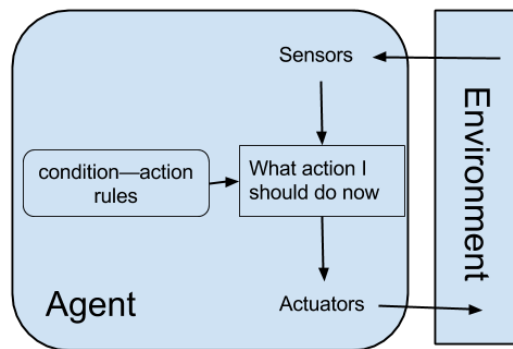 Sensors
condition—action
rules
What action I
should do now
Agent
Actuators
Environment